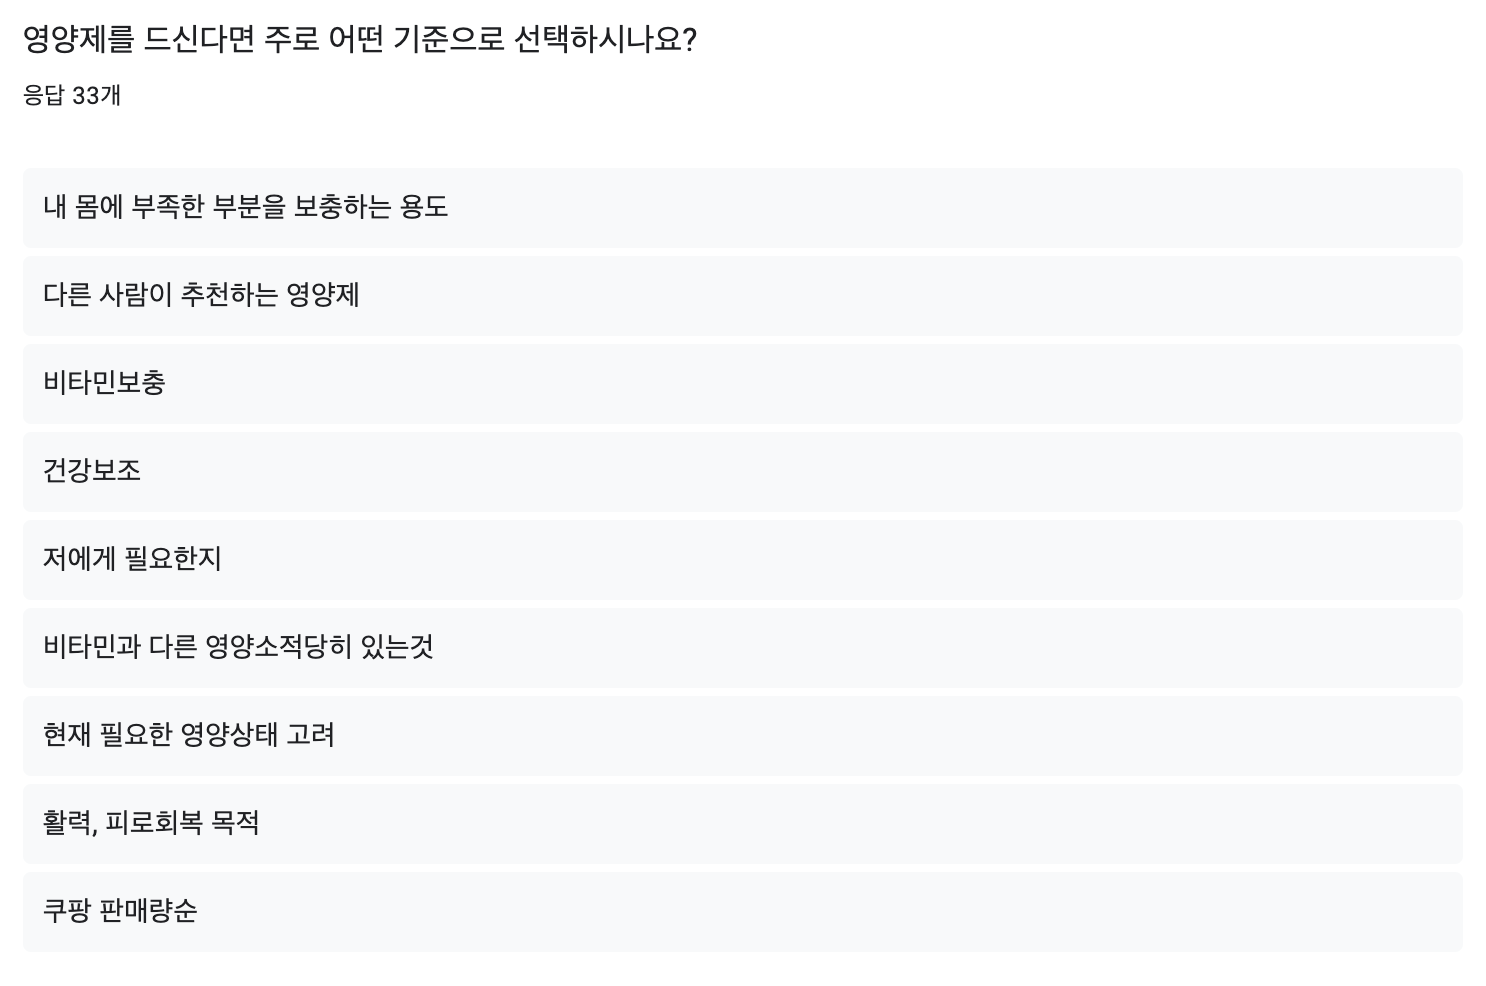 영양제를 드신다면 주로 어떤 기준으로 선택하시나요?
응답 33개
내 몸에 부족한 부분을 보충하는 용도
다른 사람이 추천하는 영양제
비타민보충
건강보조
저에게 필요한지
비타민과 다른 영양소적당히 있는것
현재 필요한 영양상태 고려
활력, 피로회복 목적
쿠팡 판매량순